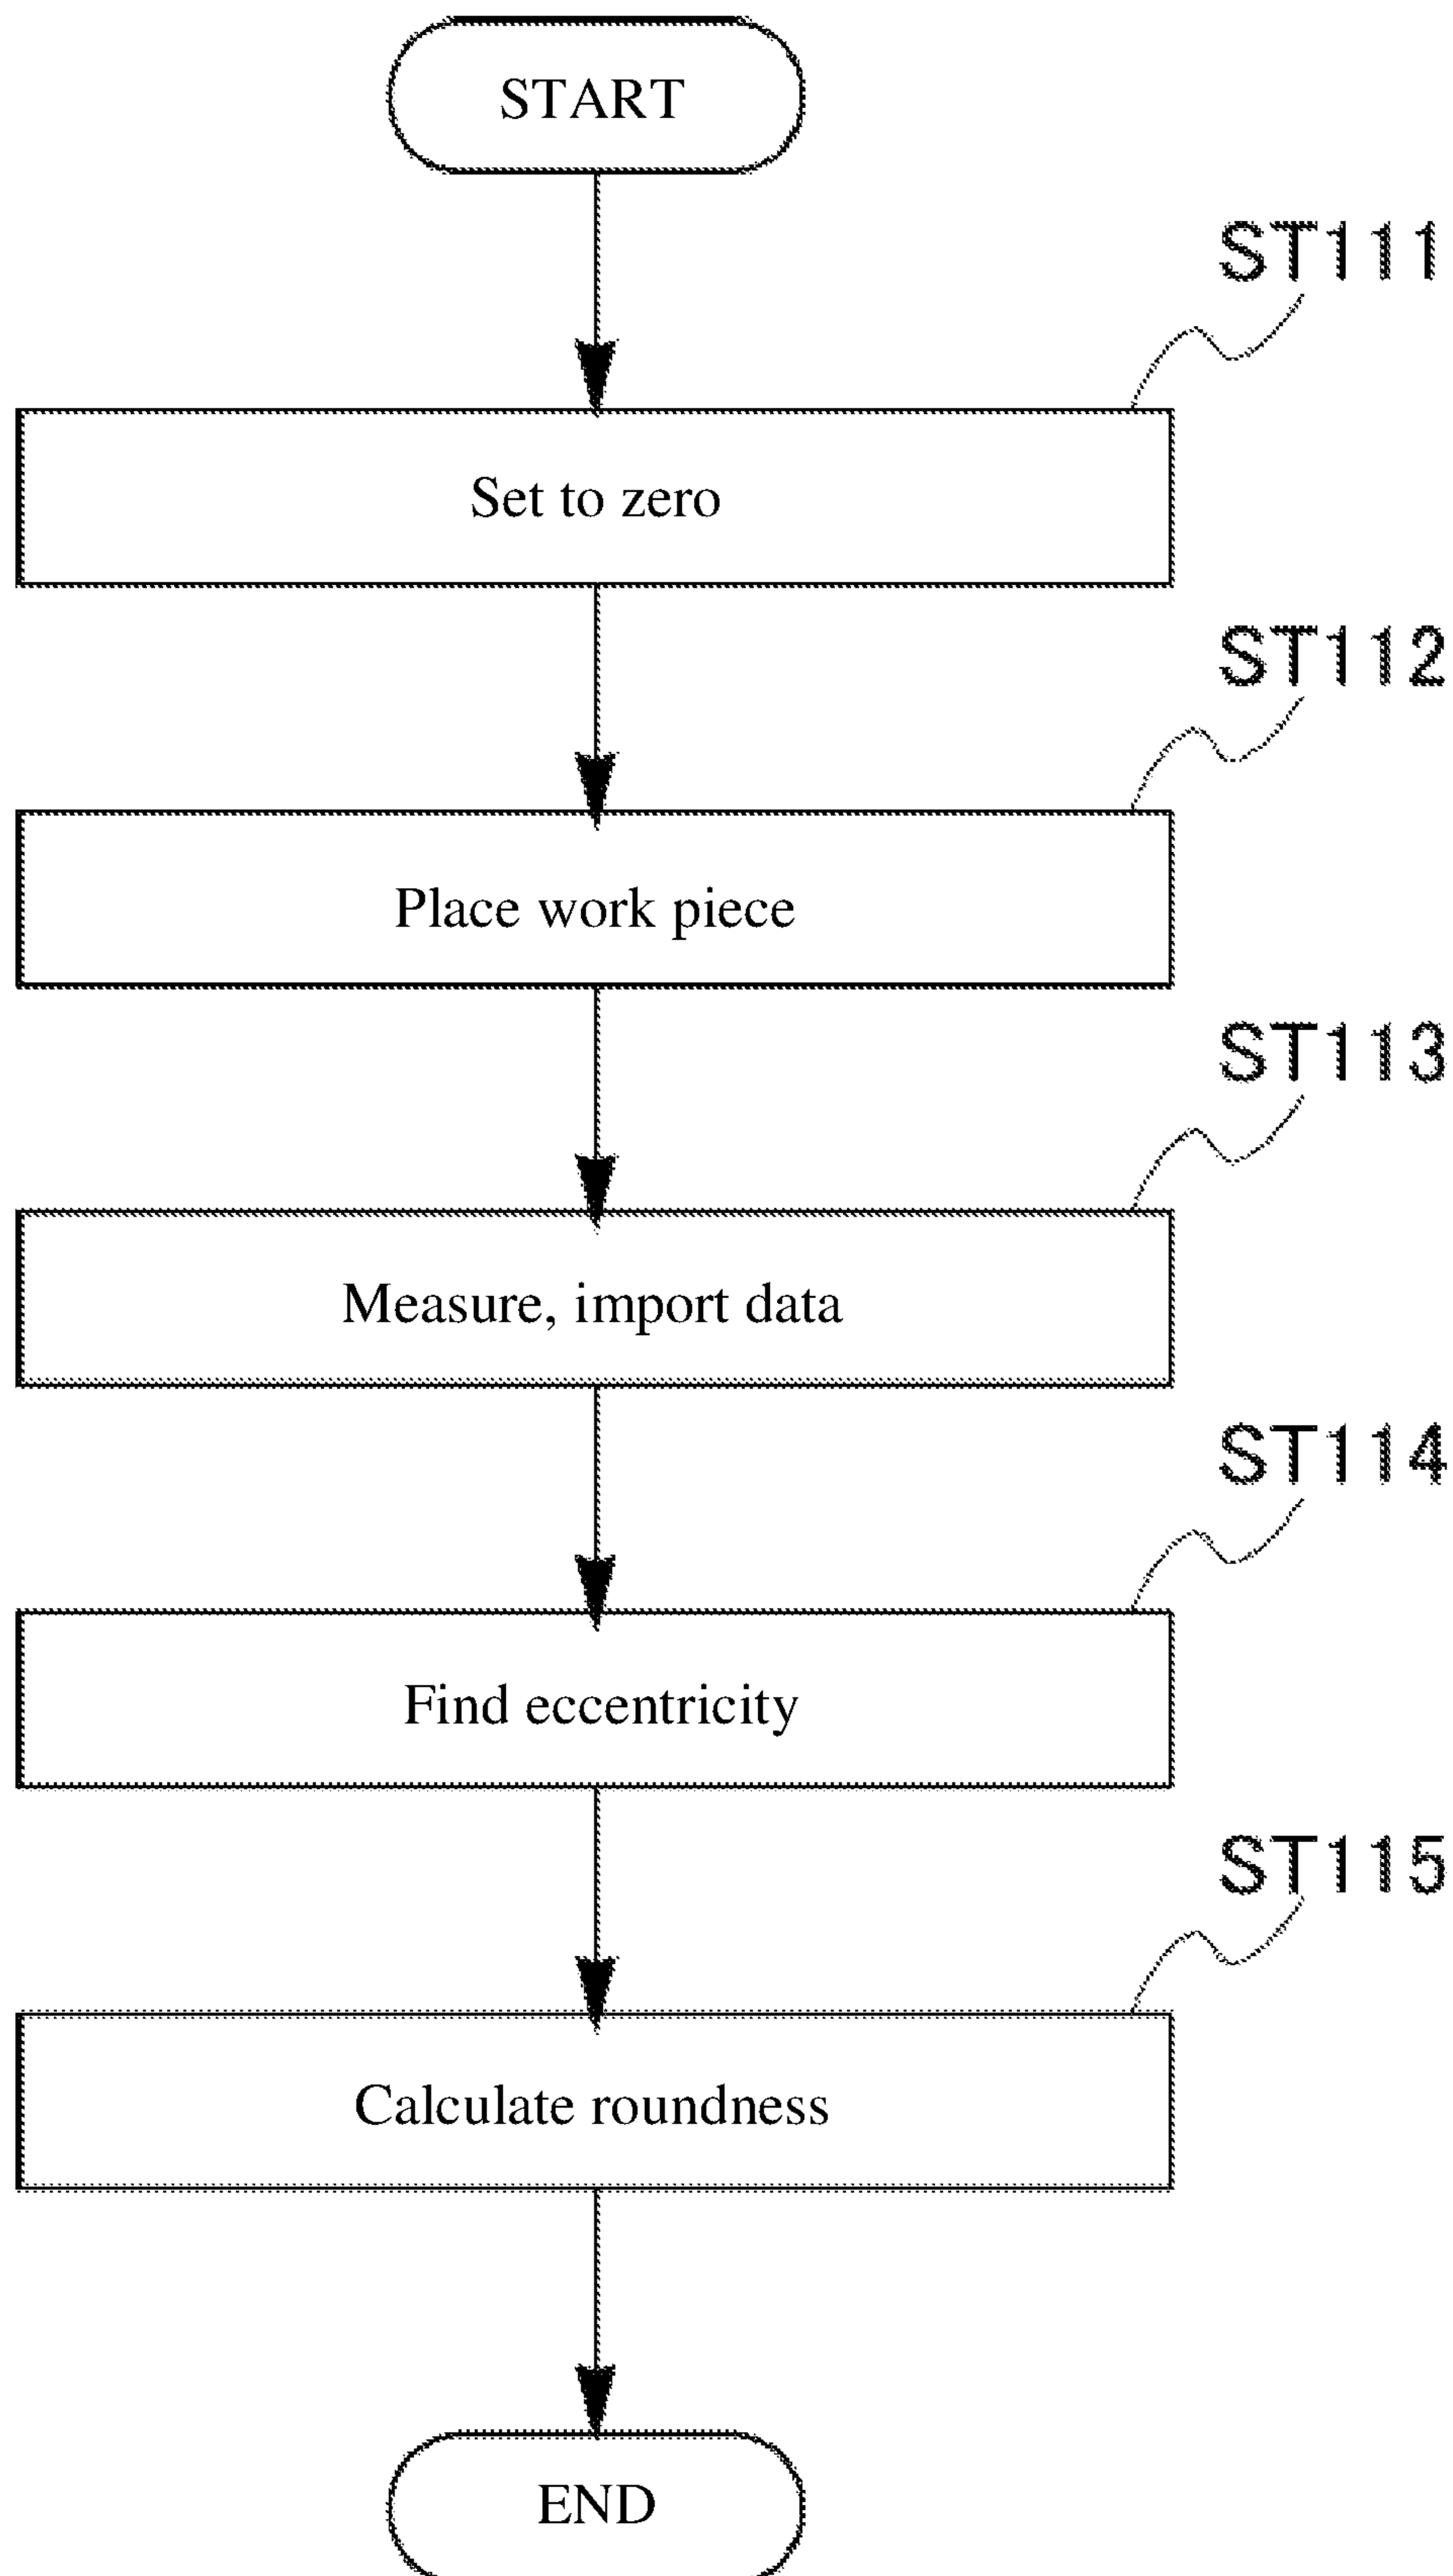 START
ST111
Set to zero
ST112
Place work piece
ST113
Measure, import data
ST114
Find eccentricity
ST115
Calculate roundness
END